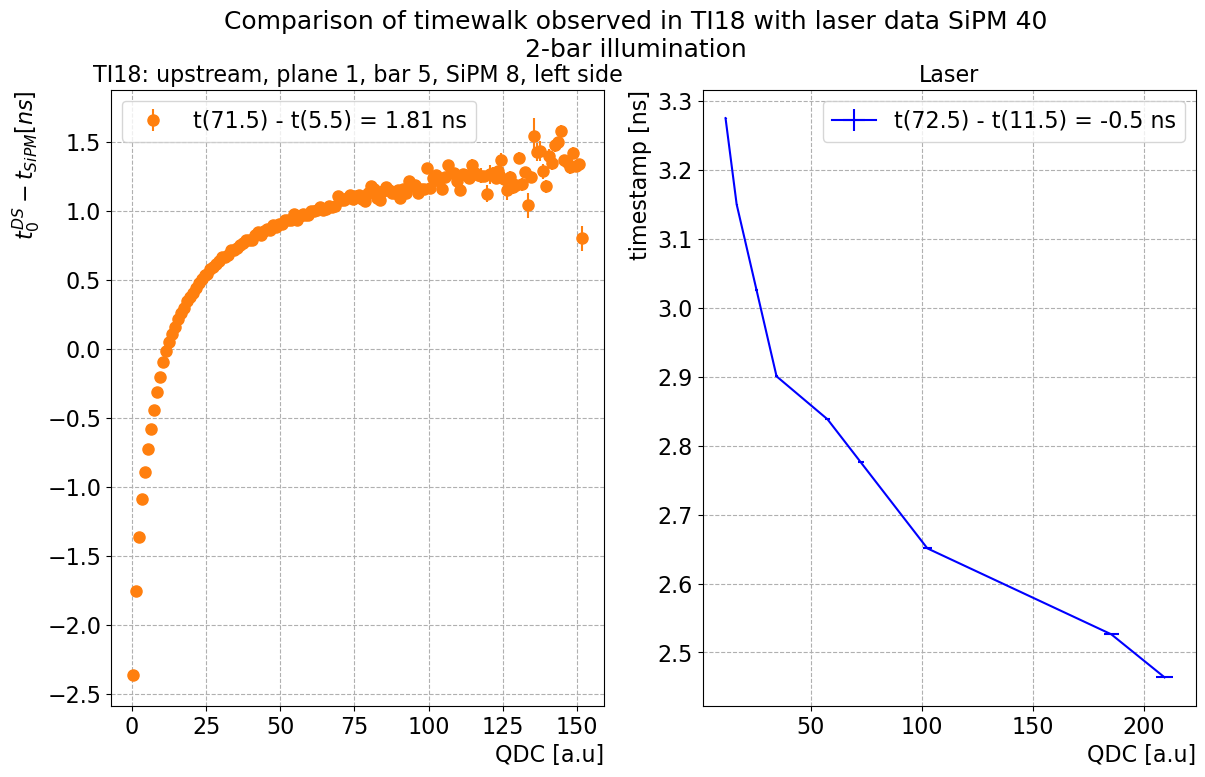 Comparison of timewalk observed in TI18 with laser data SiPM 40
2-bar illumination
TI18: upstream, plane 1, bar 5, SiPM 8, left side
t(71.5) - t(5.5) = 1.81 ns
t_0^{DS} − t_{SiPM}[ns]
1.5
1.0
0.5
0.0
−0.5
−1.0
−1.5
−2.0
−2.5
0 25 50 75 100 125 150
QDC [a.u]
Laser
t(72.5) - t(11.5) = -0.5 ns
timestamp [ns]
3.3
3.2
3.1
3.0
2.9
2.8
2.7
2.6
2.5
50 100 150 200
QDC [a.u]